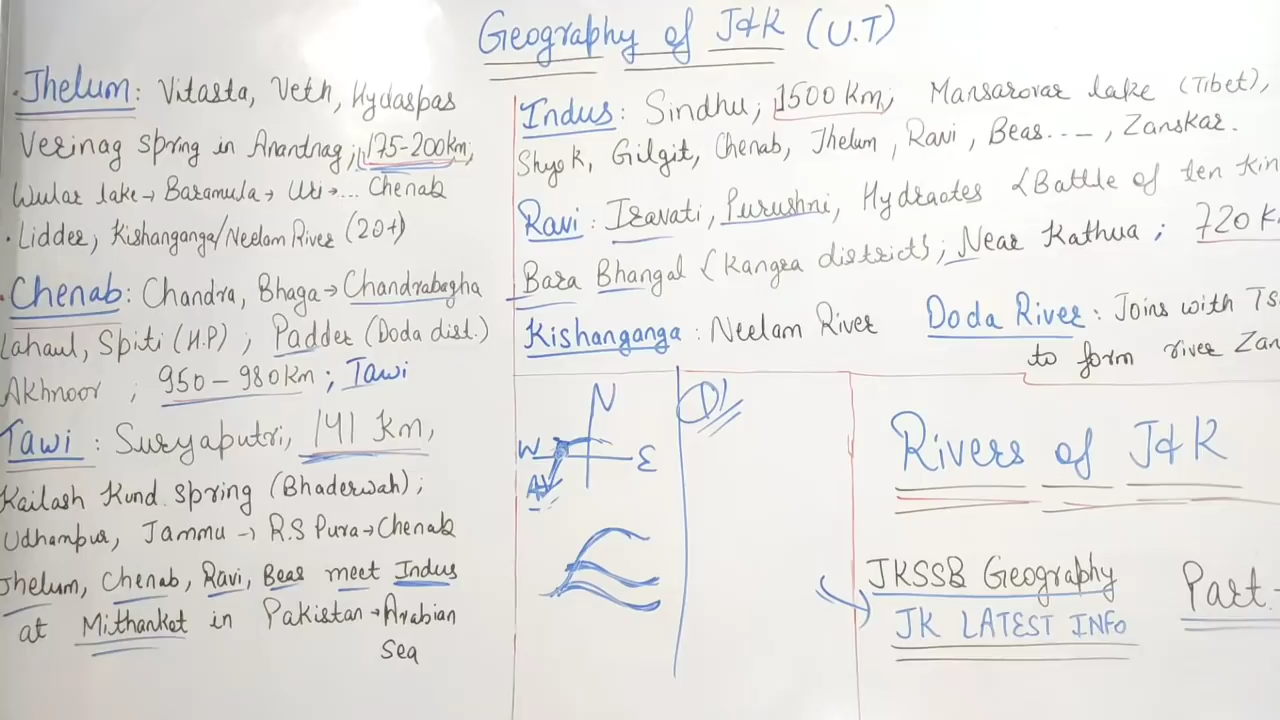 Geography of J&K (U.T)
·Jhelum: Vitasta, Veth, Hydaspas
Verinag Spring in Anandnag; 175-200km;
Wular lake→ Baramula→ Uri→... Chenab
·Lidder, Kishanganga/Neelam River (20+)
·Chenab: Chandra, Bhaga→ Chandrabagha
Lahaul, Spiti (H.P) ; Padder (Doda dist.)
Akhnoor ; 950-980km ; Tawi
Tawi : Suryaputri, 141 Km,
Kailash Kund Spring (Bhaderwah) ;
Udhampur, Jammu → R.S Pura→Chenab
Jhelum, Chenab, Ravi, Beas meet Indus
at Mithanket in Pakistan→Arabian
Sea
Indus: Sindhu; 1500 Km; Mansarovar lake (Tibet),
Shyok, Gilgit, Chenab, Jhelum, Ravi, Beas...., Zanskar.
Ravi: Iravati, Purushni, Hydraotes (Battle of ten Kin
Bara Bhangal (Kangra district); Near Kathua ; 720 K
Kishanganga : Neelam River
Doda River : Joins with Ts
to form river Zan
N
W
E
Rivers of J&K
JKSSB Geography
JK LATEST INFO
Part-